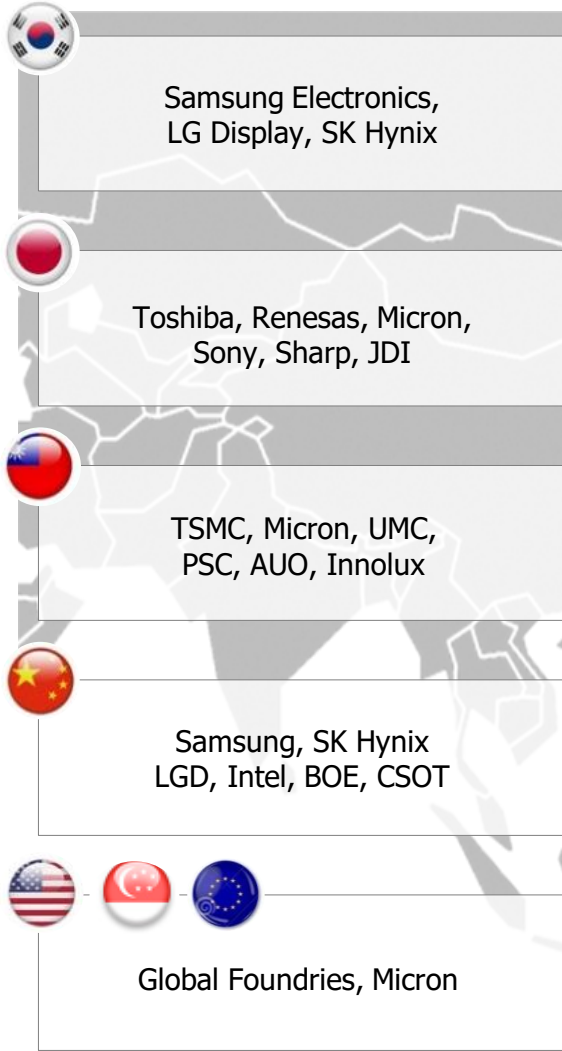 Samsung Electronics,
LG Display, SK Hynix
Toshiba, Renesas, Micron,
Sony, Sharp, JDI
TSMC, Micron, UMC,
PSC, AUO, Innolux
Samsung, SK Hynix
LGD, Intel, BOE, CSOT
Global Foundries, Micron